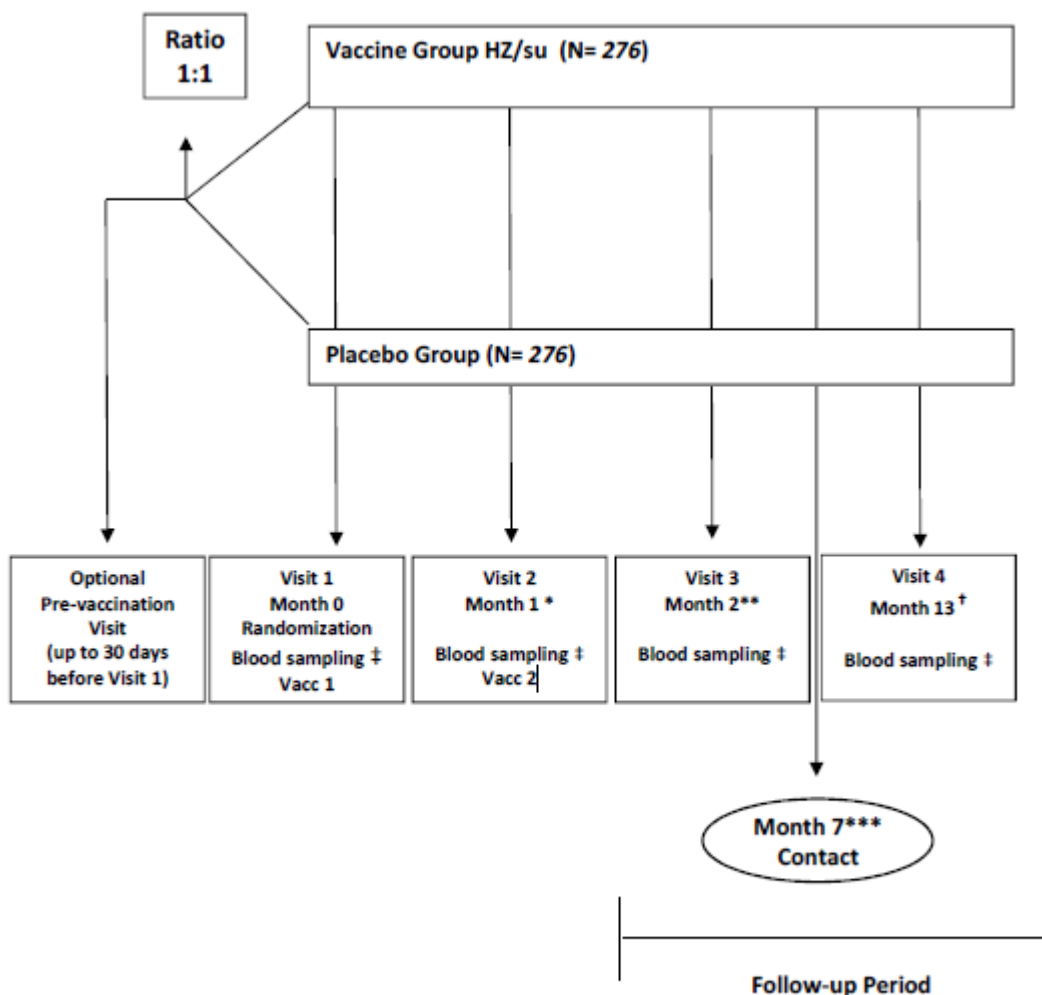 Ratio
1:1
Vaccine Group HZ/su (N= 276)
Placebo Group (N= 276)
Optional
Pre-vaccination
Visit
(up to 30 days
before Visit 1)
Visit 1
Month 0
Randomization
Blood sampling ‡
Vacc 1
Visit 2
Month 1 *
Blood sampling ‡
Vacc 2
Visit 3
Month 2**
Blood sampling ‡
Visit 4
Month 13†
Blood sampling ‡
Month 7***
Contact
Follow-up Period